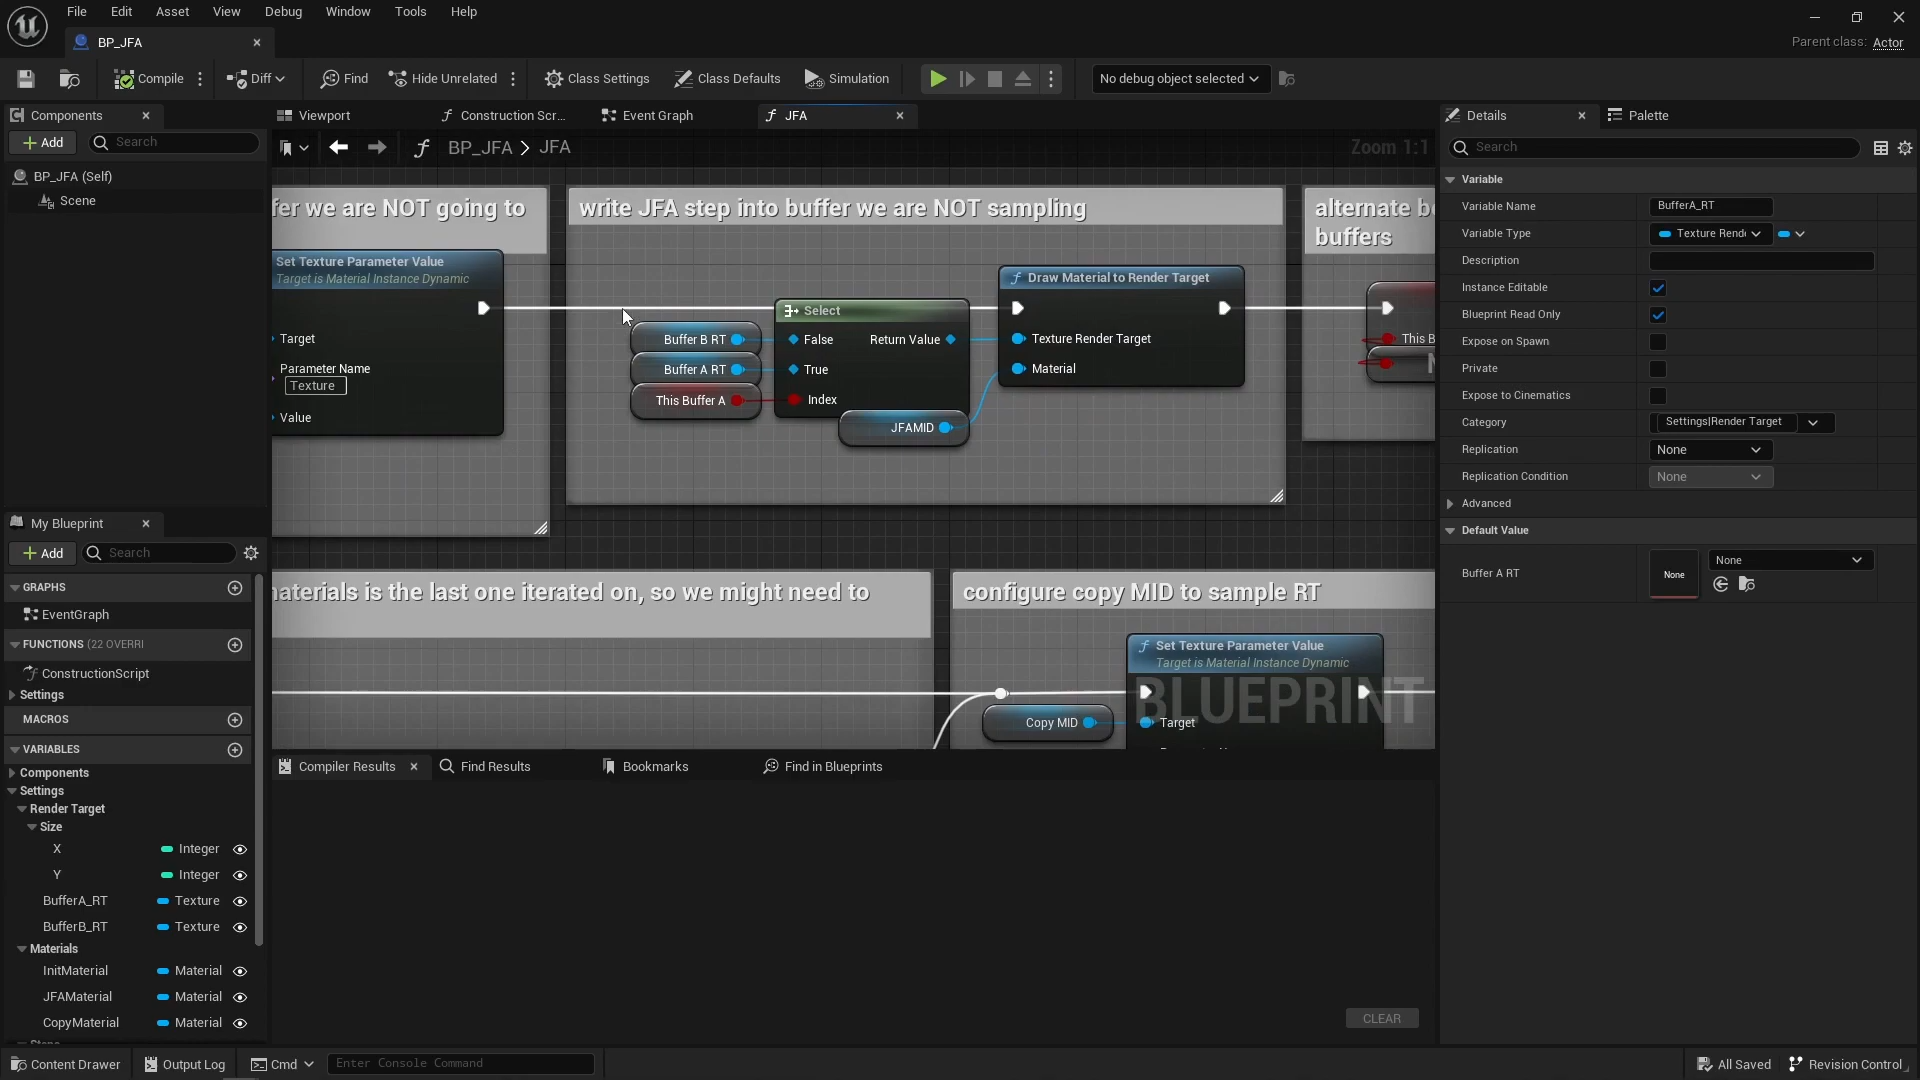 File Edit Asset View Debug Window Tools Help
BP_JFA
Parent class: Actor
Compile Diff Find Hide Unrelated Class Settings Class Defaults Simulation No debug object selected
Components
Add Search
BP_JFA (Self)
Scene
Viewport Construction Scr... Event Graph JFA
BP_JFA > JFA
Zoom 1:1
fer we are NOT going to
Set Texture Parameter Value
Target is Material Instance Dynamic
Target
Parameter Name
Texture
Value
write JFA step into buffer we are NOT sampling
Buffer B RT
Buffer A RT
This Buffer A
Select
False Return Value
True
Index
JFAMID
Draw Material to Render Target
Texture Render Target
Material
alternate b
buffers
This B
N
naterials is the last one iterated on, so we might need to
configure copy MID to sample RT
Set Texture Parameter Value
Target is Material Instance Dynamic
Copy MID
Target
BLUEPRINT
My Blueprint
Add Search
GRAPHS
EventGraph
FUNCTIONS (22 OVERRI
ConstructionScript
Settings
MACROS
VARIABLES
Components
Settings
Render Target
Size
X Integer
Y Integer
BufferA_RT Texture
BufferB_RT Texture
Materials
InitMaterial Material
JFAMaterial Material
CopyMaterial Material
Compiler Results Find Results Bookmarks Find in Blueprints
CLEAR
Details Palette
Search
Variable
Variable Name BufferA_RT
Variable Type Texture Rend
Description
Instance Editable
Blueprint Read Only
Expose on Spawn
Private
Expose to Cinematics
Category Settings|Render Target
Replication None
Replication Condition None
Advanced
Default Value
Buffer A RT None None
Content Drawer Output Log Cmd Enter Console Command All Saved Revision Control